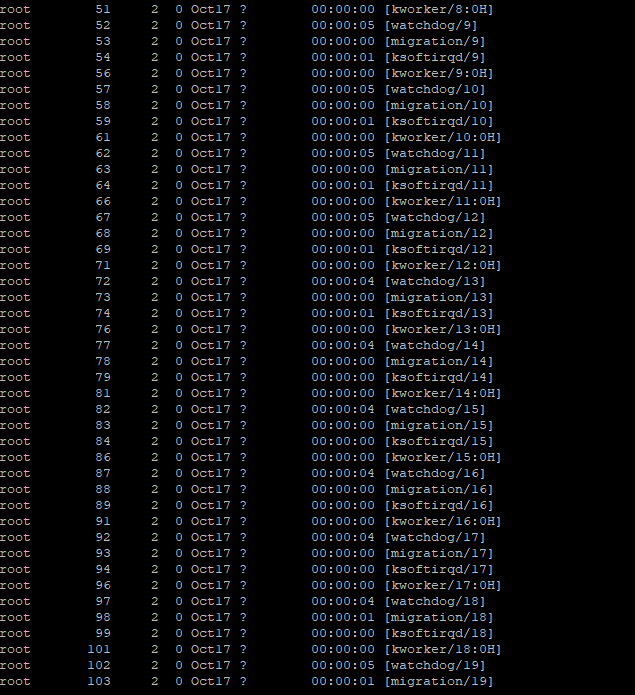 root 51 2 0 Oct17 ? 00:00:00 [kworker/8:0H]
root 52 2 0 Oct17 ? 00:00:05 [watchdog/9]
root 53 2 0 Oct17 ? 00:00:00 [migration/9]
root 54 2 0 Oct17 ? 00:00:01 [ksoftirqd/9]
root 56 2 0 Oct17 ? 00:00:00 [kworker/9:0H]
root 57 2 0 Oct17 ? 00:00:05 [watchdog/10]
root 58 2 0 Oct17 ? 00:00:00 [migration/10]
root 59 2 0 Oct17 ? 00:00:01 [ksoftirqd/10]
root 61 2 0 Oct17 ? 00:00:00 [kworker/10:0H]
root 62 2 0 Oct17 ? 00:00:05 [watchdog/11]
root 63 2 0 Oct17 ? 00:00:00 [migration/11]
root 64 2 0 Oct17 ? 00:00:01 [ksoftirqd/11]
root 66 2 0 Oct17 ? 00:00:00 [kworker/11:0H]
root 67 2 0 Oct17 ? 00:00:05 [watchdog/12]
root 68 2 0 Oct17 ? 00:00:00 [migration/12]
root 69 2 0 Oct17 ? 00:00:01 [ksoftirqd/12]
root 71 2 0 Oct17 ? 00:00:00 [kworker/12:0H]
root 72 2 0 Oct17 ? 00:00:04 [watchdog/13]
root 73 2 0 Oct17 ? 00:00:00 [migration/13]
root 74 2 0 Oct17 ? 00:00:01 [ksoftirqd/13]
root 76 2 0 Oct17 ? 00:00:00 [kworker/13:0H]
root 77 2 0 Oct17 ? 00:00:04 [watchdog/14]
root 78 2 0 Oct17 ? 00:00:00 [migration/14]
root 79 2 0 Oct17 ? 00:00:01 [ksoftirqd/14]
root 81 2 0 Oct17 ? 00:00:00 [kworker/14:0H]
root 82 2 0 Oct17 ? 00:00:04 [watchdog/15]
root 83 2 0 Oct17 ? 00:00:00 [migration/15]
root 84 2 0 Oct17 ? 00:00:00 [ksoftirqd/15]
root 86 2 0 Oct17 ? 00:00:00 [kworker/15:0H]
root 87 2 0 Oct17 ? 00:00:04 [watchdog/16]
root 88 2 0 Oct17 ? 00:00:00 [migration/16]
root 89 2 0 Oct17 ? 00:00:00 [ksoftirqd/16]
root 91 2 0 Oct17 ? 00:00:00 [kworker/16:0H]
root 92 2 0 Oct17 ? 00:00:04 [watchdog/17]
root 93 2 0 Oct17 ? 00:00:00 [migration/17]
root 94 2 0 Oct17 ? 00:00:00 [ksoftirqd/17]
root 96 2 0 Oct17 ? 00:00:00 [kworker/17:0H]
root 97 2 0 Oct17 ? 00:00:04 [watchdog/18]
root 98 2 0 Oct17 ? 00:00:01 [migration/18]
root 99 2 0 Oct17 ? 00:00:00 [ksoftirqd/18]
root 101 2 0 Oct17 ? 00:00:00 [kworker/18:0H]
root 102 2 0 Oct17 ? 00:00:05 [watchdog/19]
root 103 2 0 Oct17 ? 00:00:01 [migration/19]